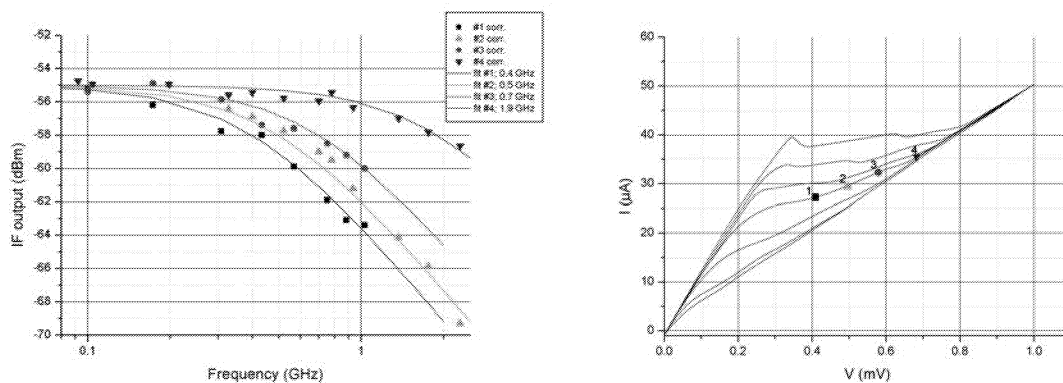 -52
-54
-56
-58
-60
-62
-64
-66
-68
-70
IF output (dBm)
0.1
1
Frequency (GHz)
#1 corr.
#2 corr.
#3 corr.
#4 corr.
fit #1; 0.4 GHz
fit #2; 0.5 GHz
fit #3; 0.7 GHz
fit #4; 1.9 GHz
60
50
40
30
20
10
0
I (µA)
1
2
3
4
0.0
0.2
0.4
0.6
0.8
1.0
V (mV)